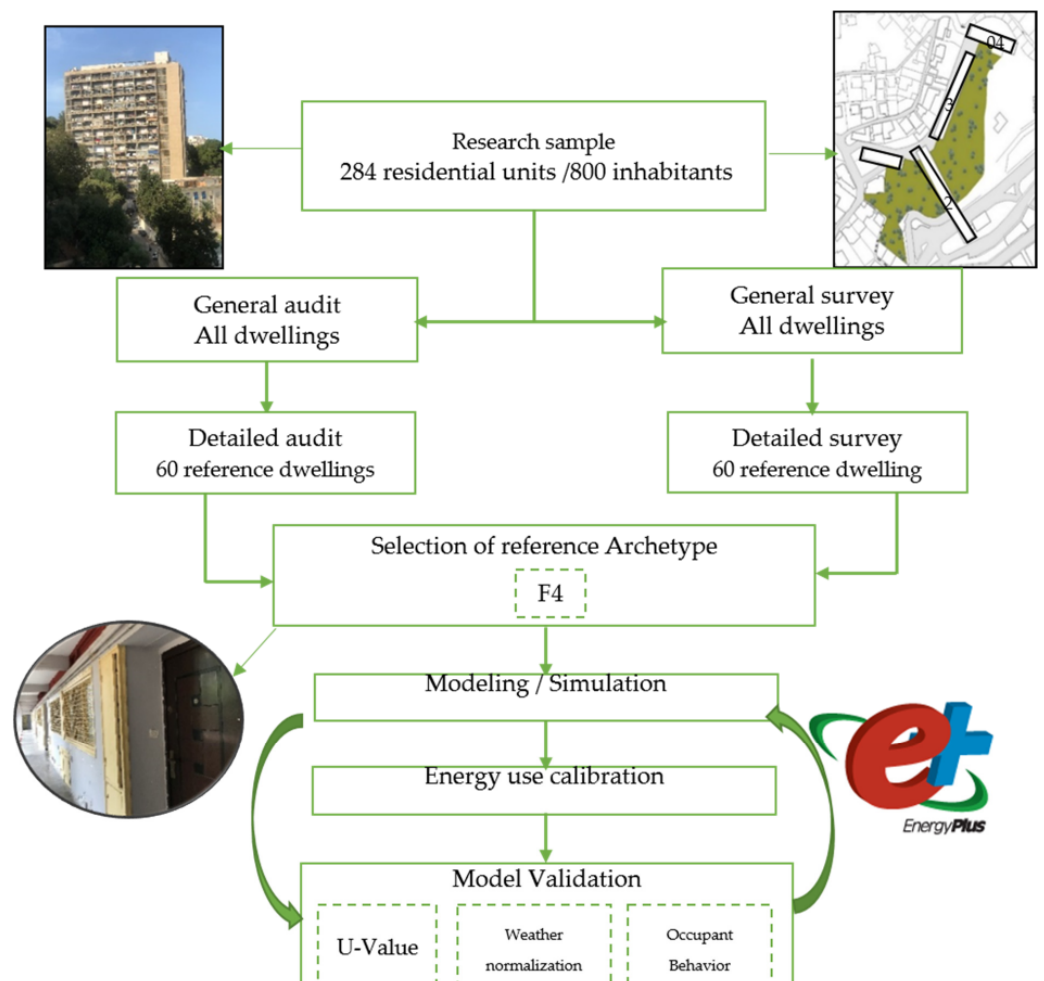 04
3
2
Research sample
284 residential units /800 inhabitants
General audit
All dwellings
General survey
All dwellings
Detailed audit
60 reference dwellings
Detailed survey
60 reference dwelling
Selection of reference Archetype
F4
Modeling / Simulation
Energy use calibration
e+
EnergyPlus
Model Validation
U-Value
Weather
normalization
Occupant
Behavior